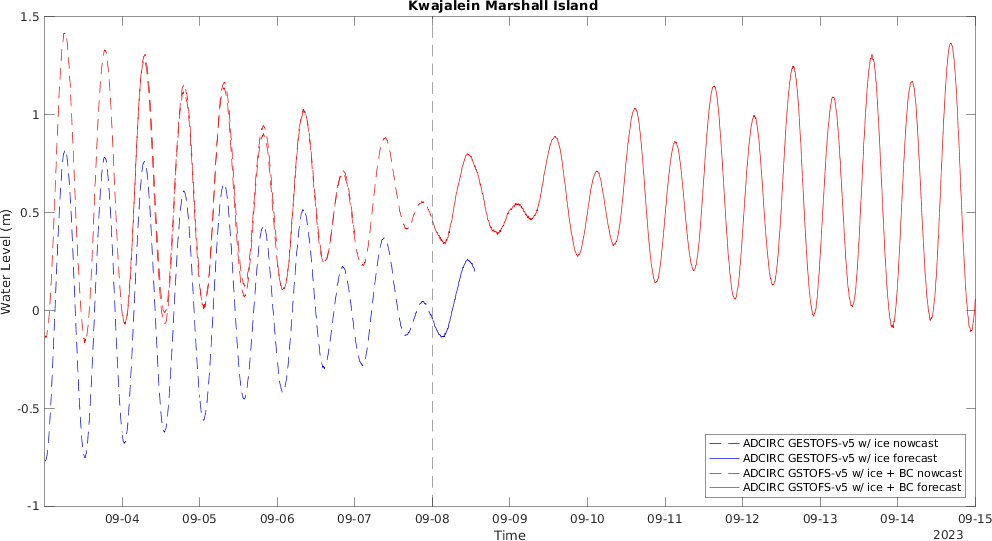 Kwajalein Marshall Island
Water Level (m)
1.5
1
0.5
0
-0.5
-1
ADCIRC GESTOFS-v5 w/ ice nowcast
ADCIRC GESTOFS-v5 w/ ice forecast
ADCIRC GSTOFS-v5 w/ ice + BC nowcast
ADCIRC GSTOFS-v5 w/ ice + BC forecast
09-04 09-05 09-06 09-07 09-08 09-09 09-10 09-11 09-12 09-13 09-14 09-15
Time
2023